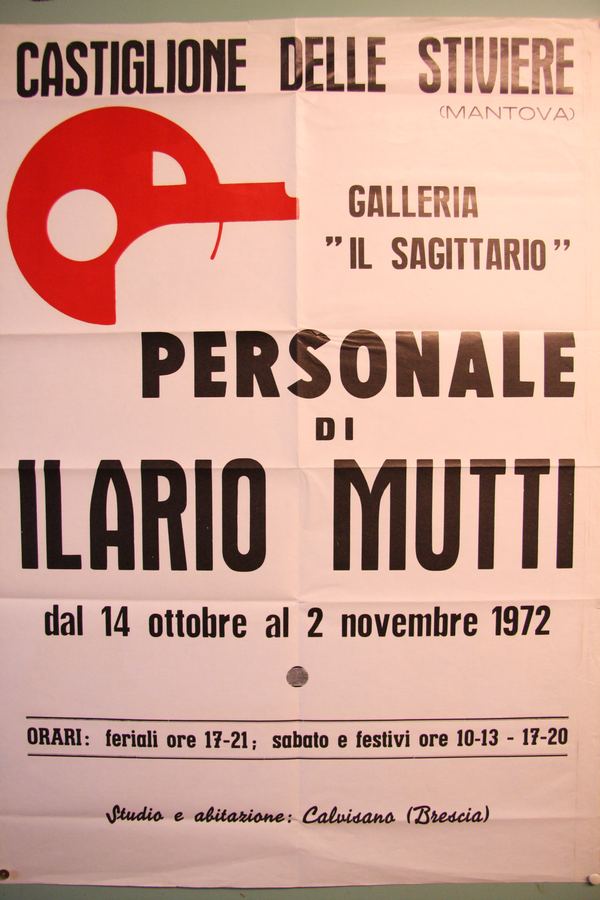 CASTIGLIONE DELLE STIVIERE
(MANTOVA)
GALLERIA
"IL SAGITTARIO"
PERSONALE
DI
ILARIO MUTTI
dal 14 ottobre al 2 novembre 1972
ORARI: feriali ore 17-21; sabato e festivi ore 10-13 - 17-20
Studio e abitazione: Calvisano (Brescia)